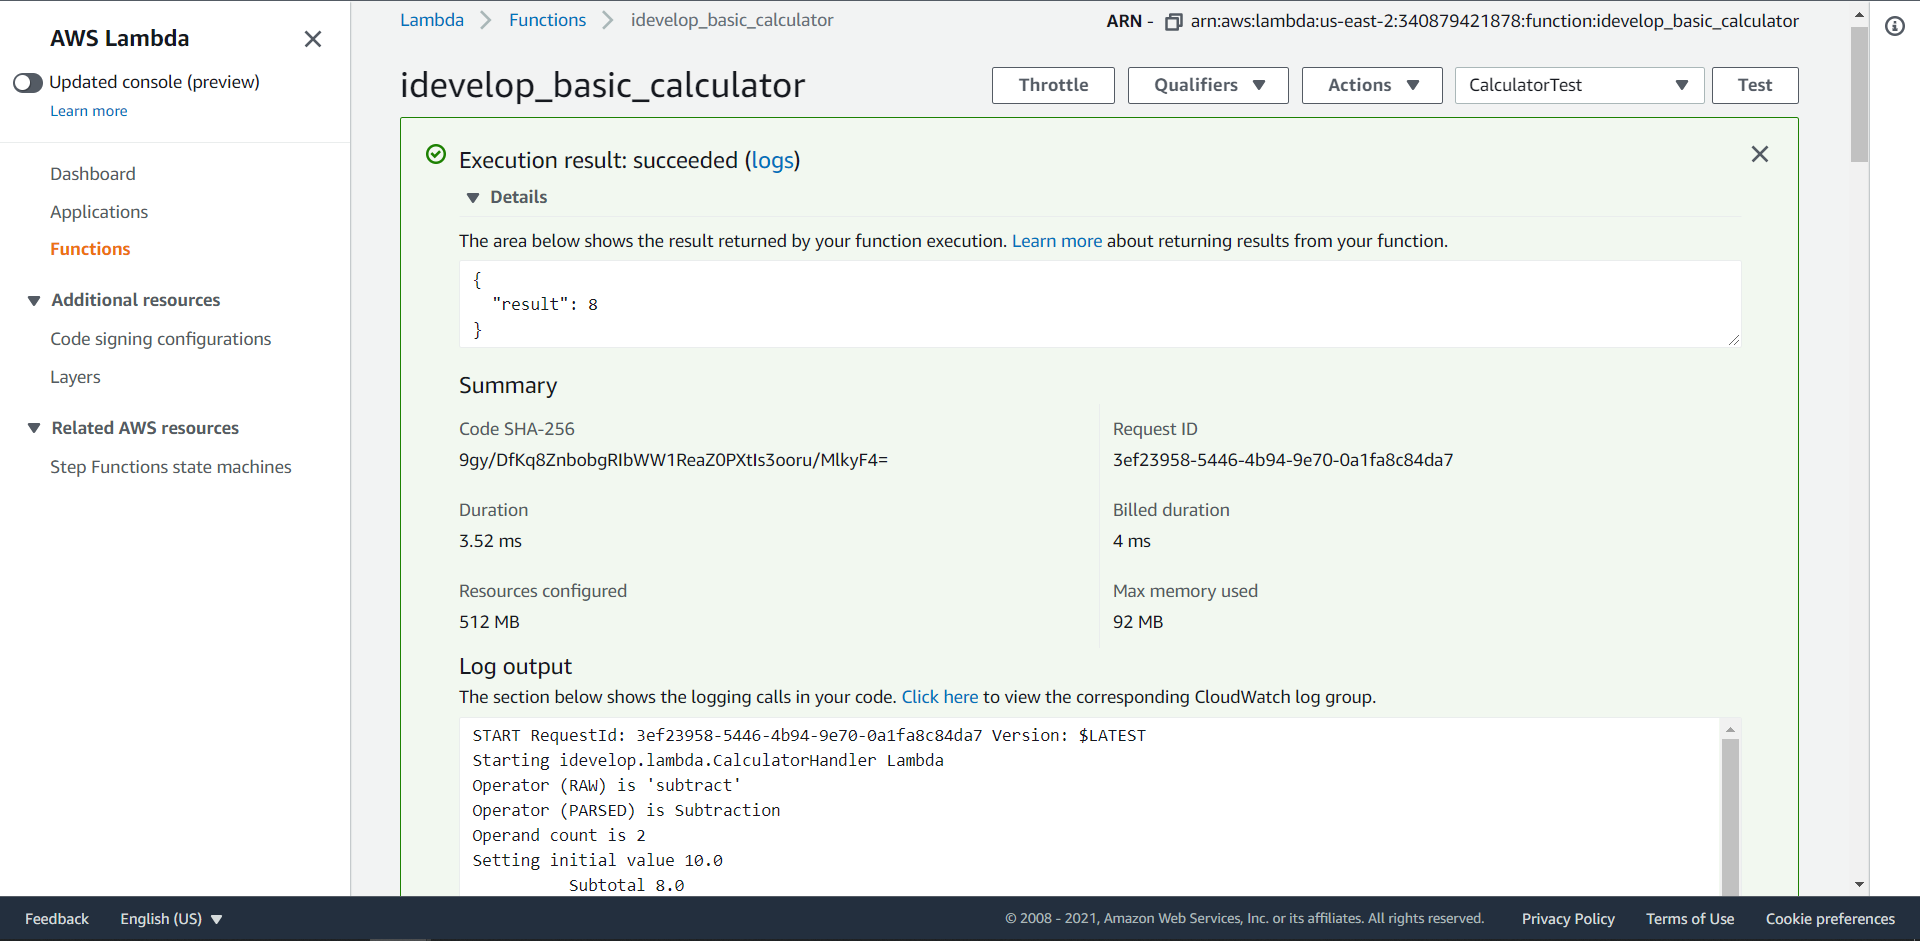 AWS Lambda
Updated console (preview)
Learn more
Dashboard
Applications
Functions
Additional resources
Code signing configurations
Layers
Related AWS resources
Step Functions state machines
Lambda Functions idevelop_basic_calculator
ARN - arn:aws:lambda:us-east-2:340879421878:function:idevelop_basic_calculator
idevelop_basic_calculator
Throttle Qualifiers Actions CalculatorTest Test
Execution result: succeeded (logs)
Details
The area below shows the result returned by your function execution. Learn more about returning results from your function.
{
"result": 8
}
Summary
Code SHA-256
9gy/DfKq8ZnbobgRIbWW1ReaZ0PXtIs3ooru/MlkyF4=
Request ID
3ef23958-5446-4b94-9e70-0a1fa8c84da7
Duration
3.52 ms
Billed duration
4 ms
Resources configured
512 MB
Max memory used
92 MB
Log output
The section below shows the logging calls in your code. Click here to view the corresponding CloudWatch log group.
START RequestId: 3ef23958-5446-4b94-9e70-0a1fa8c84da7 Version: $LATEST
Starting idevelop.lambda.CalculatorHandler Lambda
Operator (RAW) is 'subtract'
Operator (PARSED) is Subtraction
Operand count is 2
Setting initial value 10.0
Subtotal 8.0
Feedback English (US) © 2008 - 2021, Amazon Web Services, Inc. or its affiliates. All rights reserved. Privacy Policy Terms of Use Cookie preferences